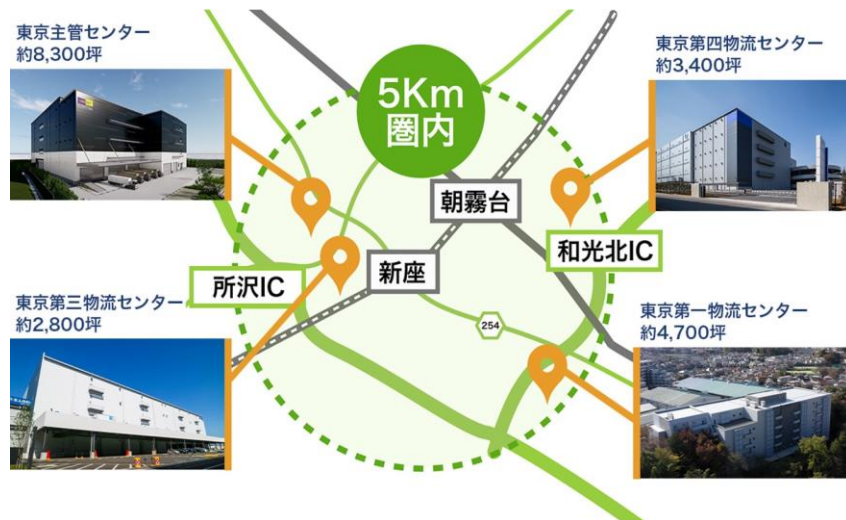 東京主管センター
約8,300坪
5Km
圏内
東京第四物流センター
約3,400坪
朝霧台
和光北IC
新座
所沢IC
東京第三物流センター
約2,800坪
254
東京第一物流センター
約4,700坪